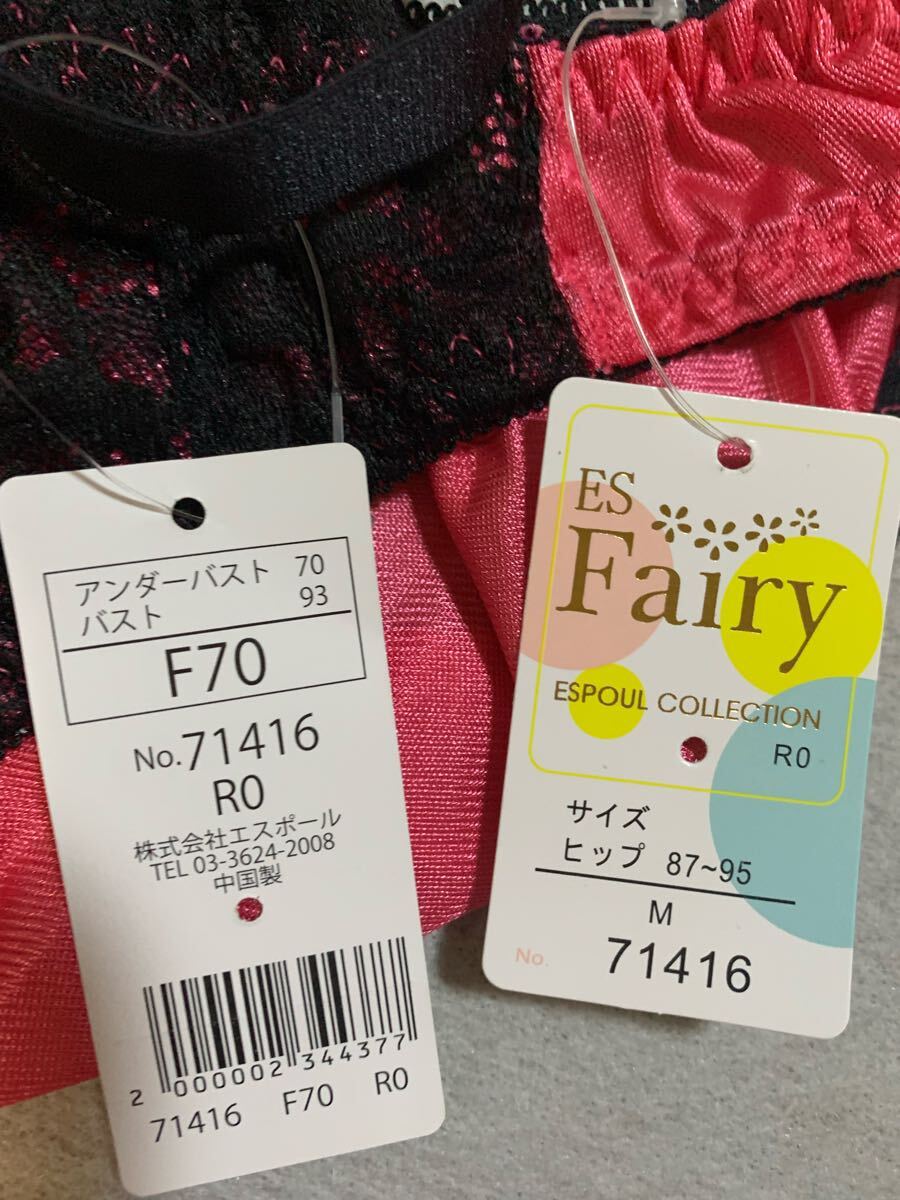 アンダーバスト 70
バスト 93
F70
No.71416
R0
株式会社エスポール
TEL 03-3624-2008
中国製
2 000002 344377
71416 F70 R0
ES
Fairy
ESPOUL COLLECTION
R0
サイズ
ヒップ 87~95
M
No. 71416